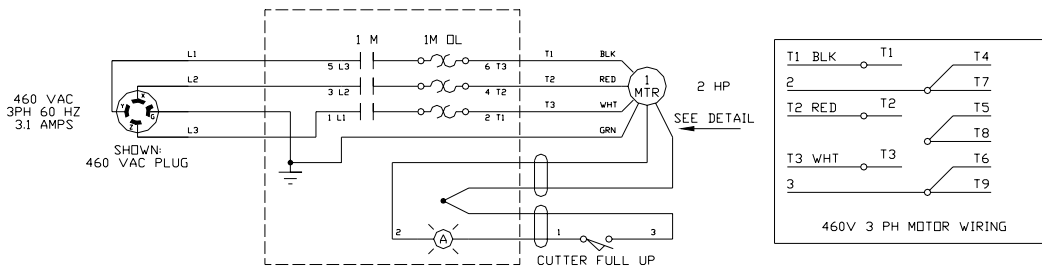 1 M
1M OL
L1
5 L3
6 T3
T1
BLK
L2
3 L2
4 T2
T2
RED
1
MTR
2 HP
460 VAC
3PH 60 HZ
3.1 AMPS
X
Y
G
Z
L3
1 L1
2 T1
T3
WHT
GRN
SEE DETAIL
SHOWN:
460 VAC PLUG
2
A
1
3
CUTTER FULL UP
T1 BLK
T1
T4
2
T7
T2 RED
T2
T5
T8
T3 WHT
T3
T6
3
T9
460V 3 PH MOTOR WIRING